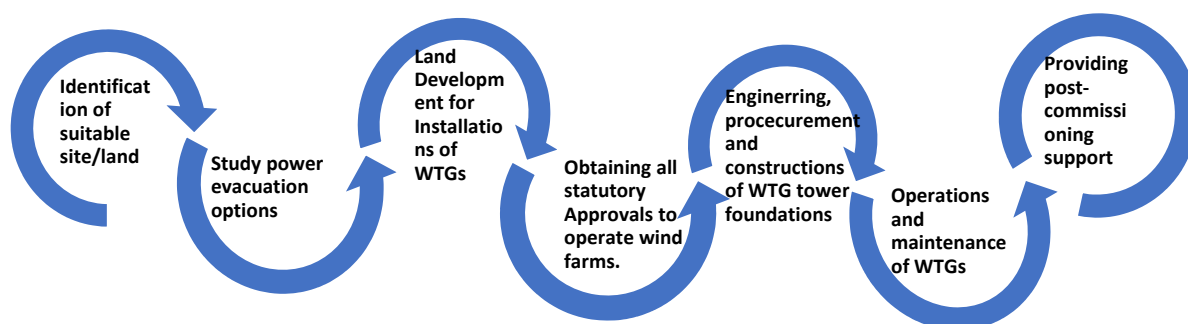 Identificat
ion of
suitable
site/land
Study power
evacuation
options
Land
Developm
ent for
Installatio
ns of
WTGs
Obtaining all
statutory
Approvals to
operate wind
farms.
Enginerring,
procecurement
and
constructions
of WTG tower
foundations
Operations
and
maintenance
of WTGs
Providing
post-
commissi
oning
support